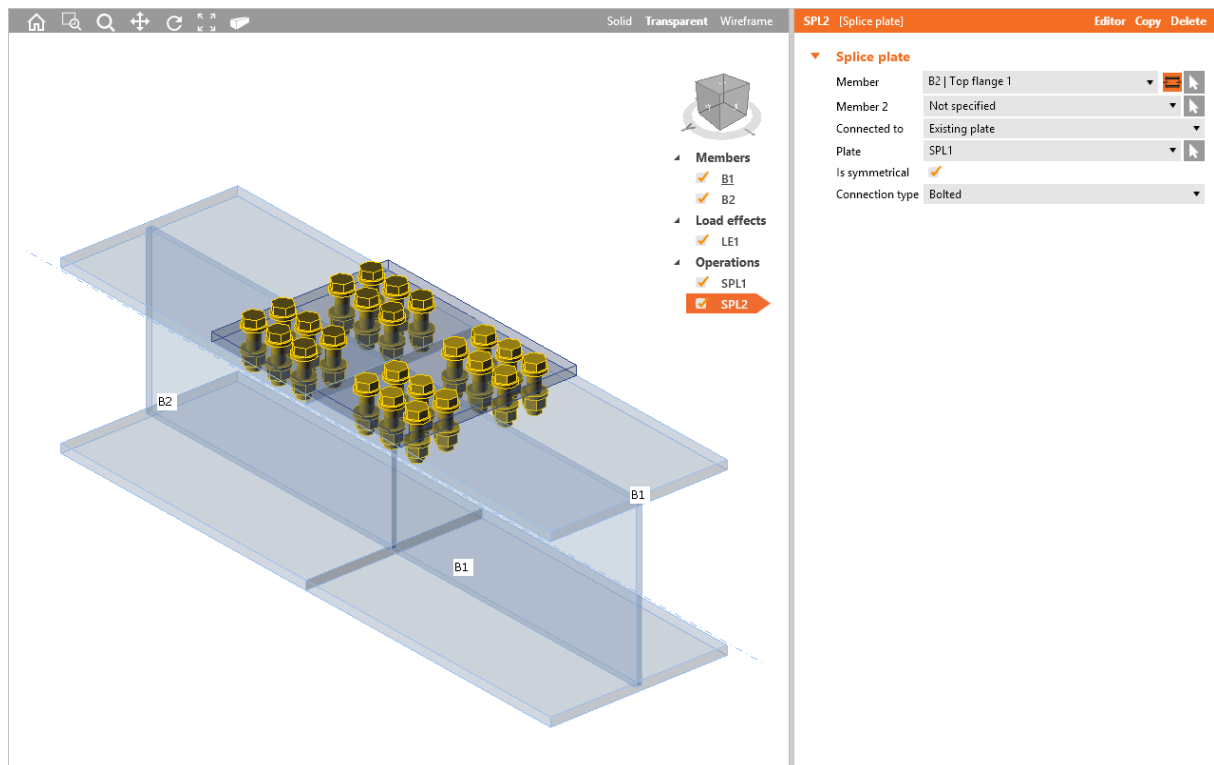 Solid Transparent Wireframe
SPL2 [Splice plate] Editor Copy Delete
Members
B1
B2
Load effects
LE1
Operations
SPL1
SPL2
B2
B1
B1
Splice plate
Member B2 | Top flange 1
Member 2 Not specified
Connected to Existing plate
Plate SPL1
Is symmetrical
Connection type Bolted